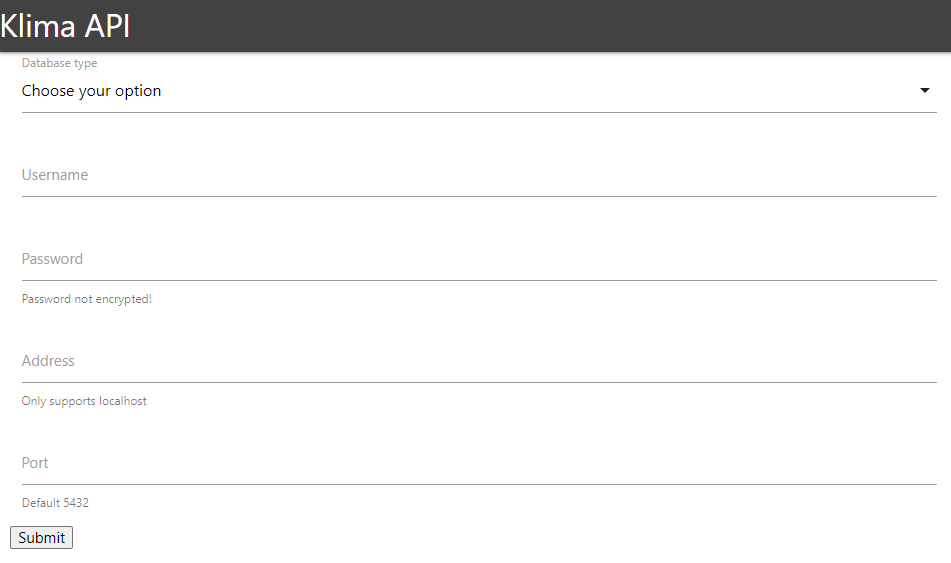 Klima API
Database type
Choose your option
Username
Password
Password not encrypted!
Address
Only supports localhost
Port
Default 5432
Submit